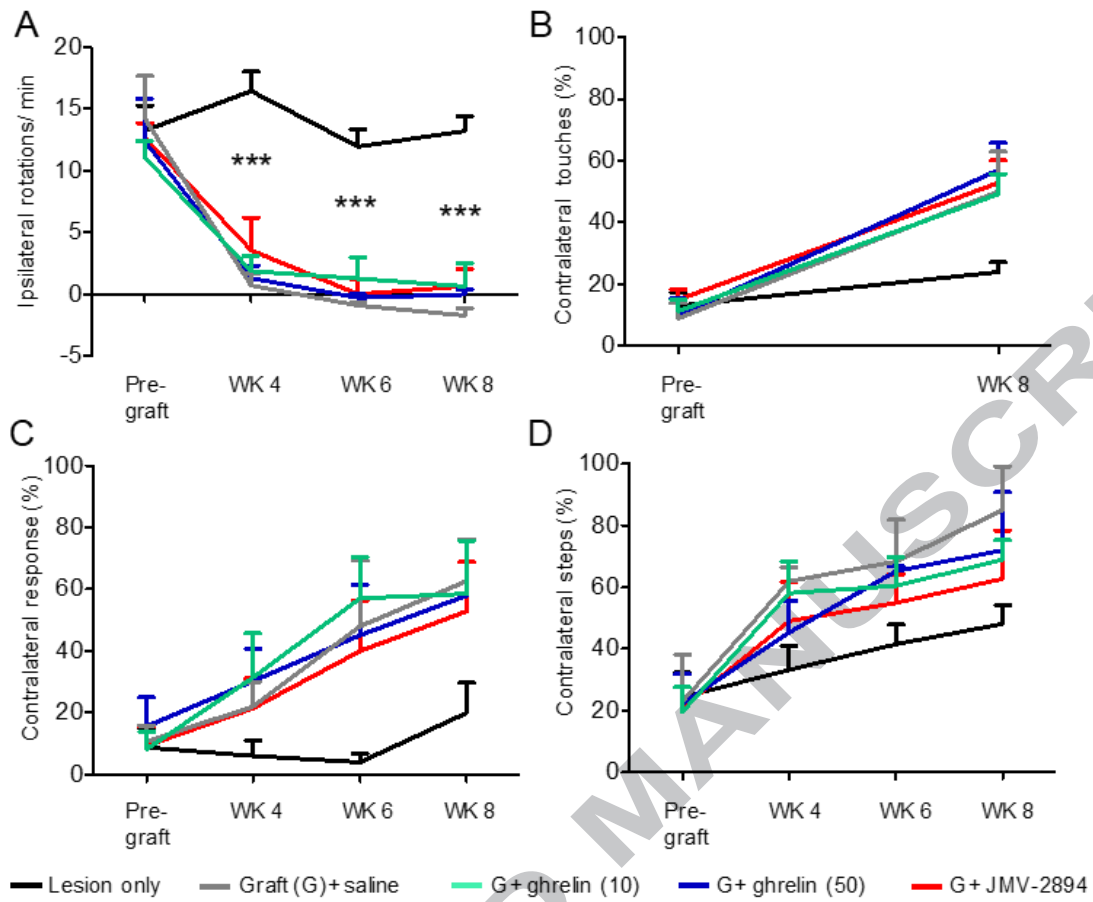 A
Ipsilateral rotations/ min
20
15
10
5
0
-5
***
***
***
Pre-
graft
WK 4
WK 6
WK 8
B
Contralateral touches (%)
100
80
60
40
20
0
Pre-
graft
WK 8
C
Contralateral response (%)
100
80
60
40
20
0
Pre-
graft
WK 4
WK 6
WK 8
D
Contralateral steps (%)
100
80
60
40
20
0
Pre-
graft
WK 4
WK 6
WK 8
Lesion only Graft (G)+ saline G+ ghrelin (10) G+ ghrelin (50) G+ JMV-2894
D MANUSCRI